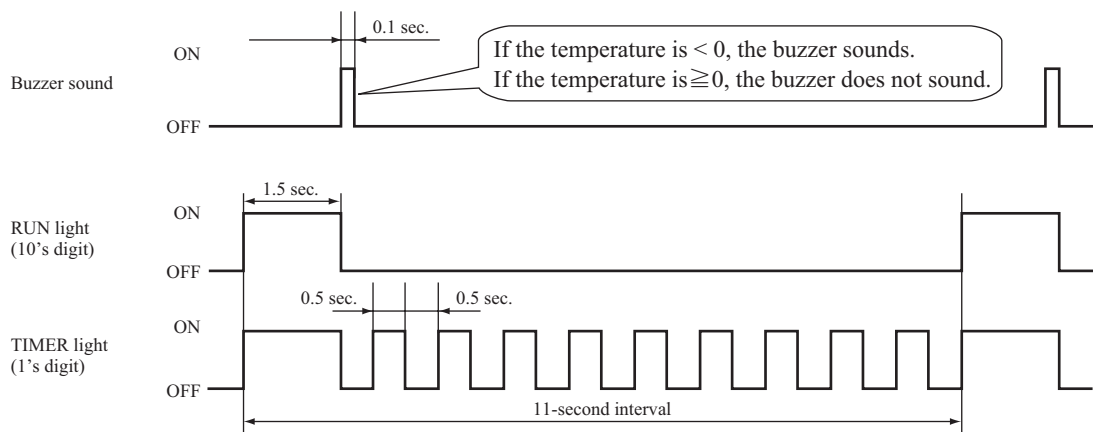 0.1 sec.
ON
If the temperature is < 0, the buzzer sounds.
If the temperature is≧0, the buzzer does not sound.
Buzzer sound
OFF
1.5 sec.
ON
RUN light
(10’s digit)
OFF
0.5 sec.
0.5 sec.
ON
TIMER light
(1’s digit)
OFF
11-second interval